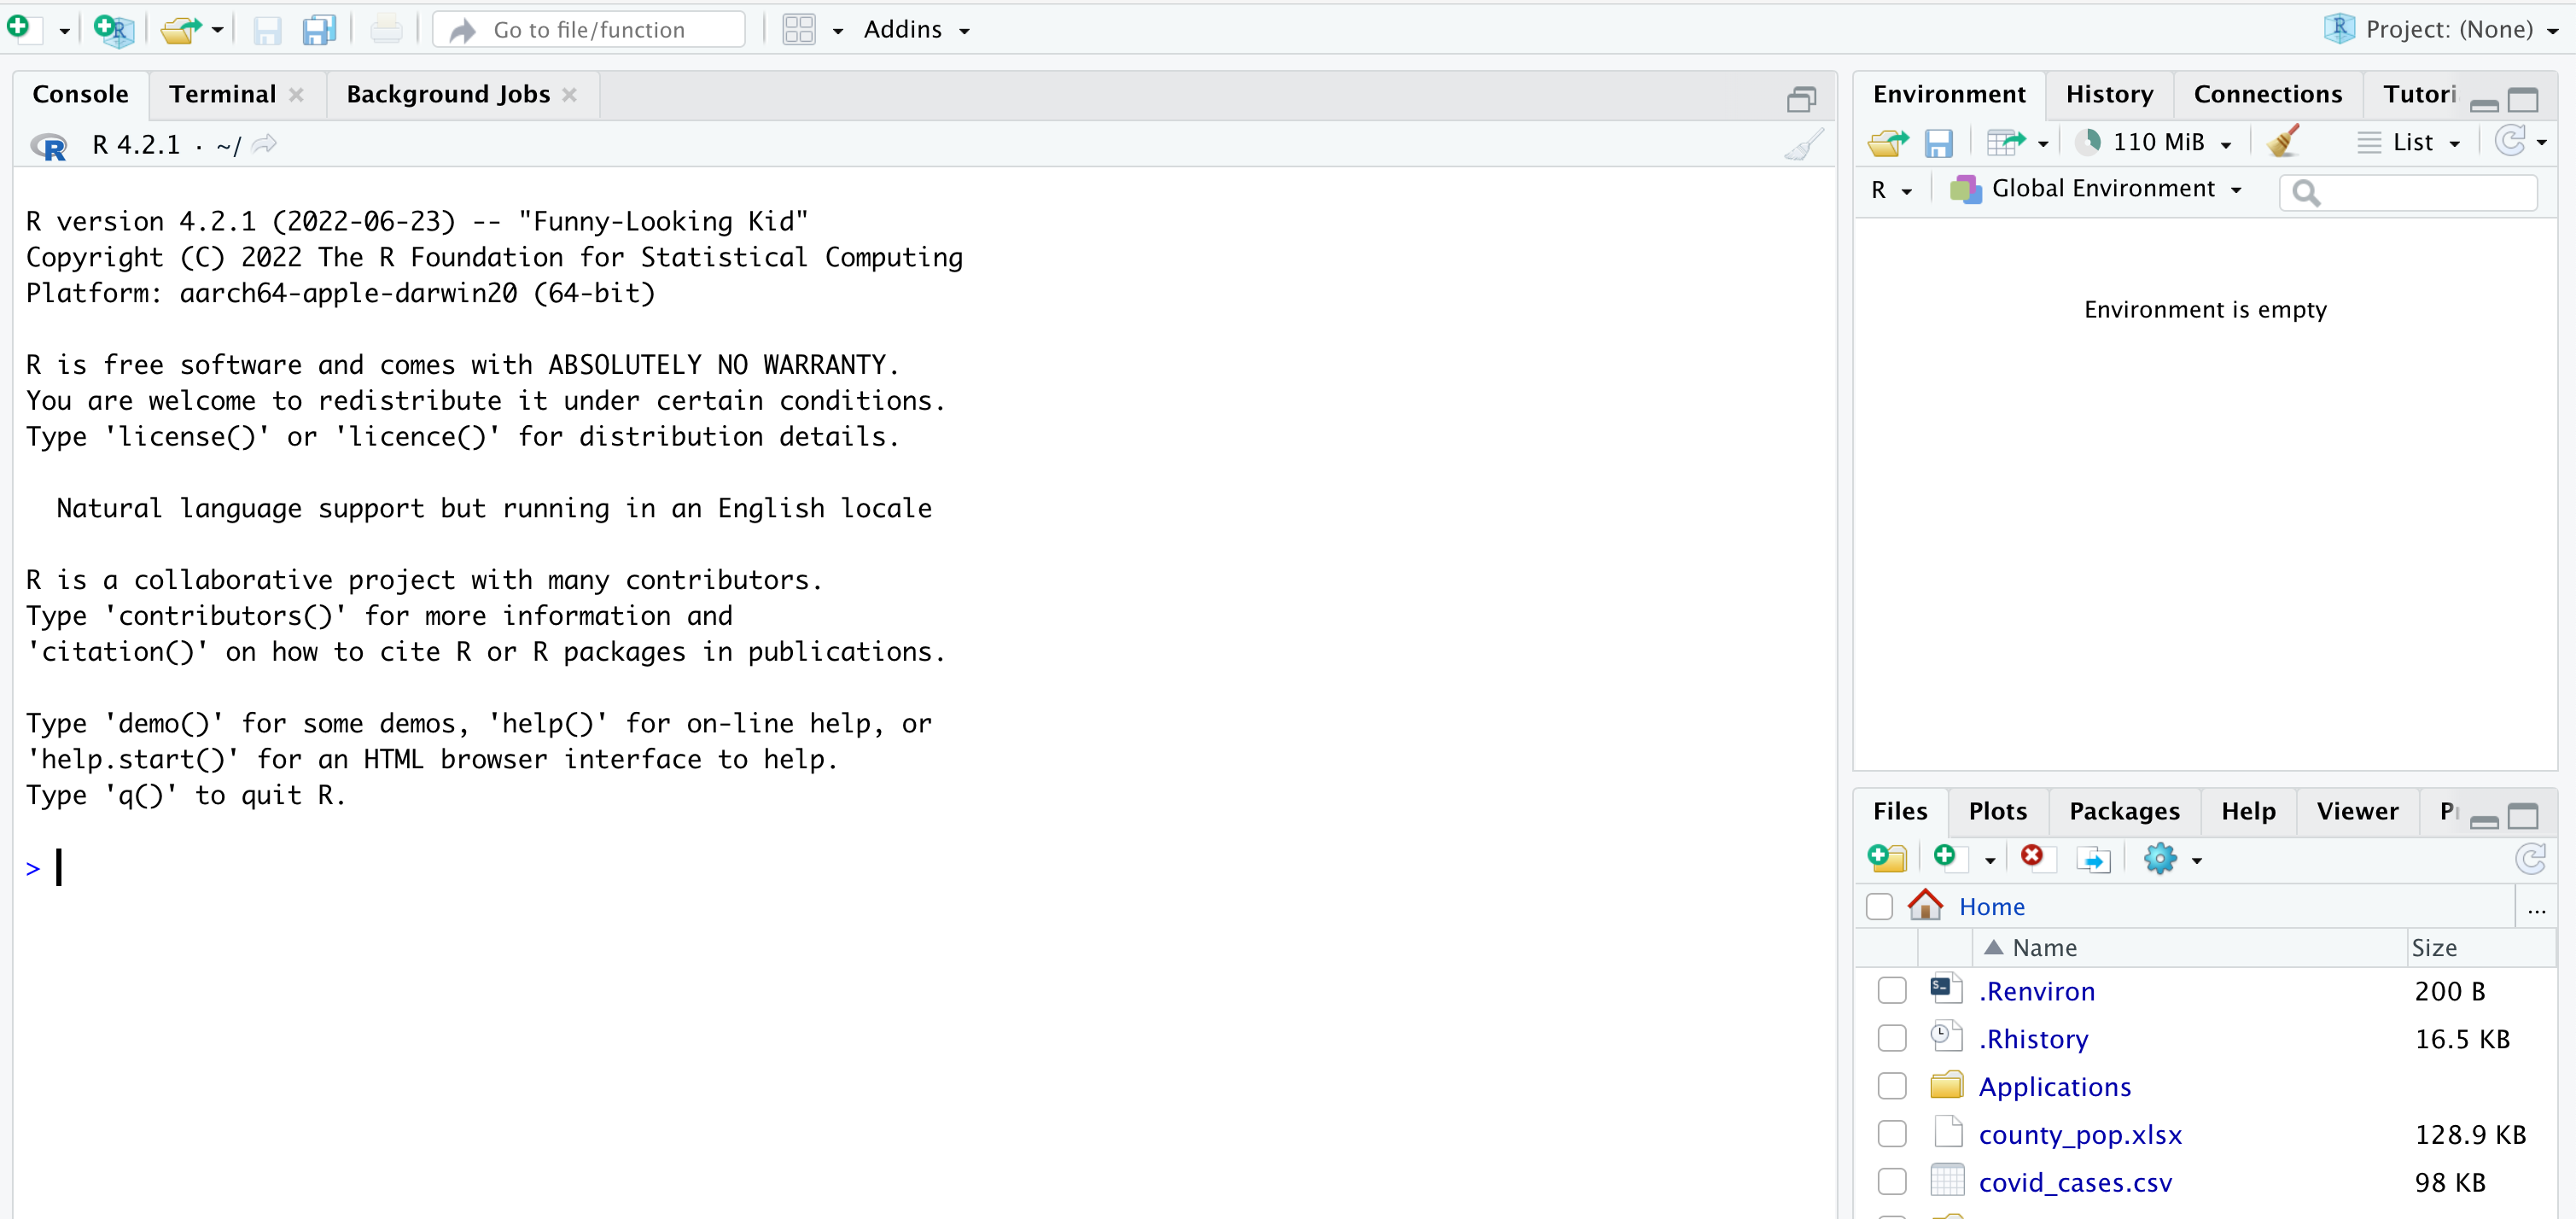 Go to file/function
Addins
Project: (None)
Console
Terminal
Background Jobs
R 4.2.1 · ~/
R version 4.2.1 (2022-06-23) -- "Funny-Looking Kid"
Copyright (C) 2022 The R Foundation for Statistical Computing
Platform: aarch64-apple-darwin20 (64-bit)
R is free software and comes with ABSOLUTELY NO WARRANTY.
You are welcome to redistribute it under certain conditions.
Type 'license()' or 'licence()' for distribution details.
Natural language support but running in an English locale
R is a collaborative project with many contributors.
Type 'contributors()' for more information and
'citation()' on how to cite R or R packages in publications.
Type 'demo()' for some demos, 'help()' for on-line help, or
'help.start()' for an HTML browser interface to help.
Type 'q()' to quit R.
>
Environment
History
Connections
Tutori
110 MiB
List
R
Global Environment
Environment is empty
Files
Plots
Packages
Help
Viewer
Home
...
Name
Size
.Renviron 200 B
.Rhistory 16.5 KB
Applications
county_pop.xlsx 128.9 KB
covid_cases.csv 98 KB